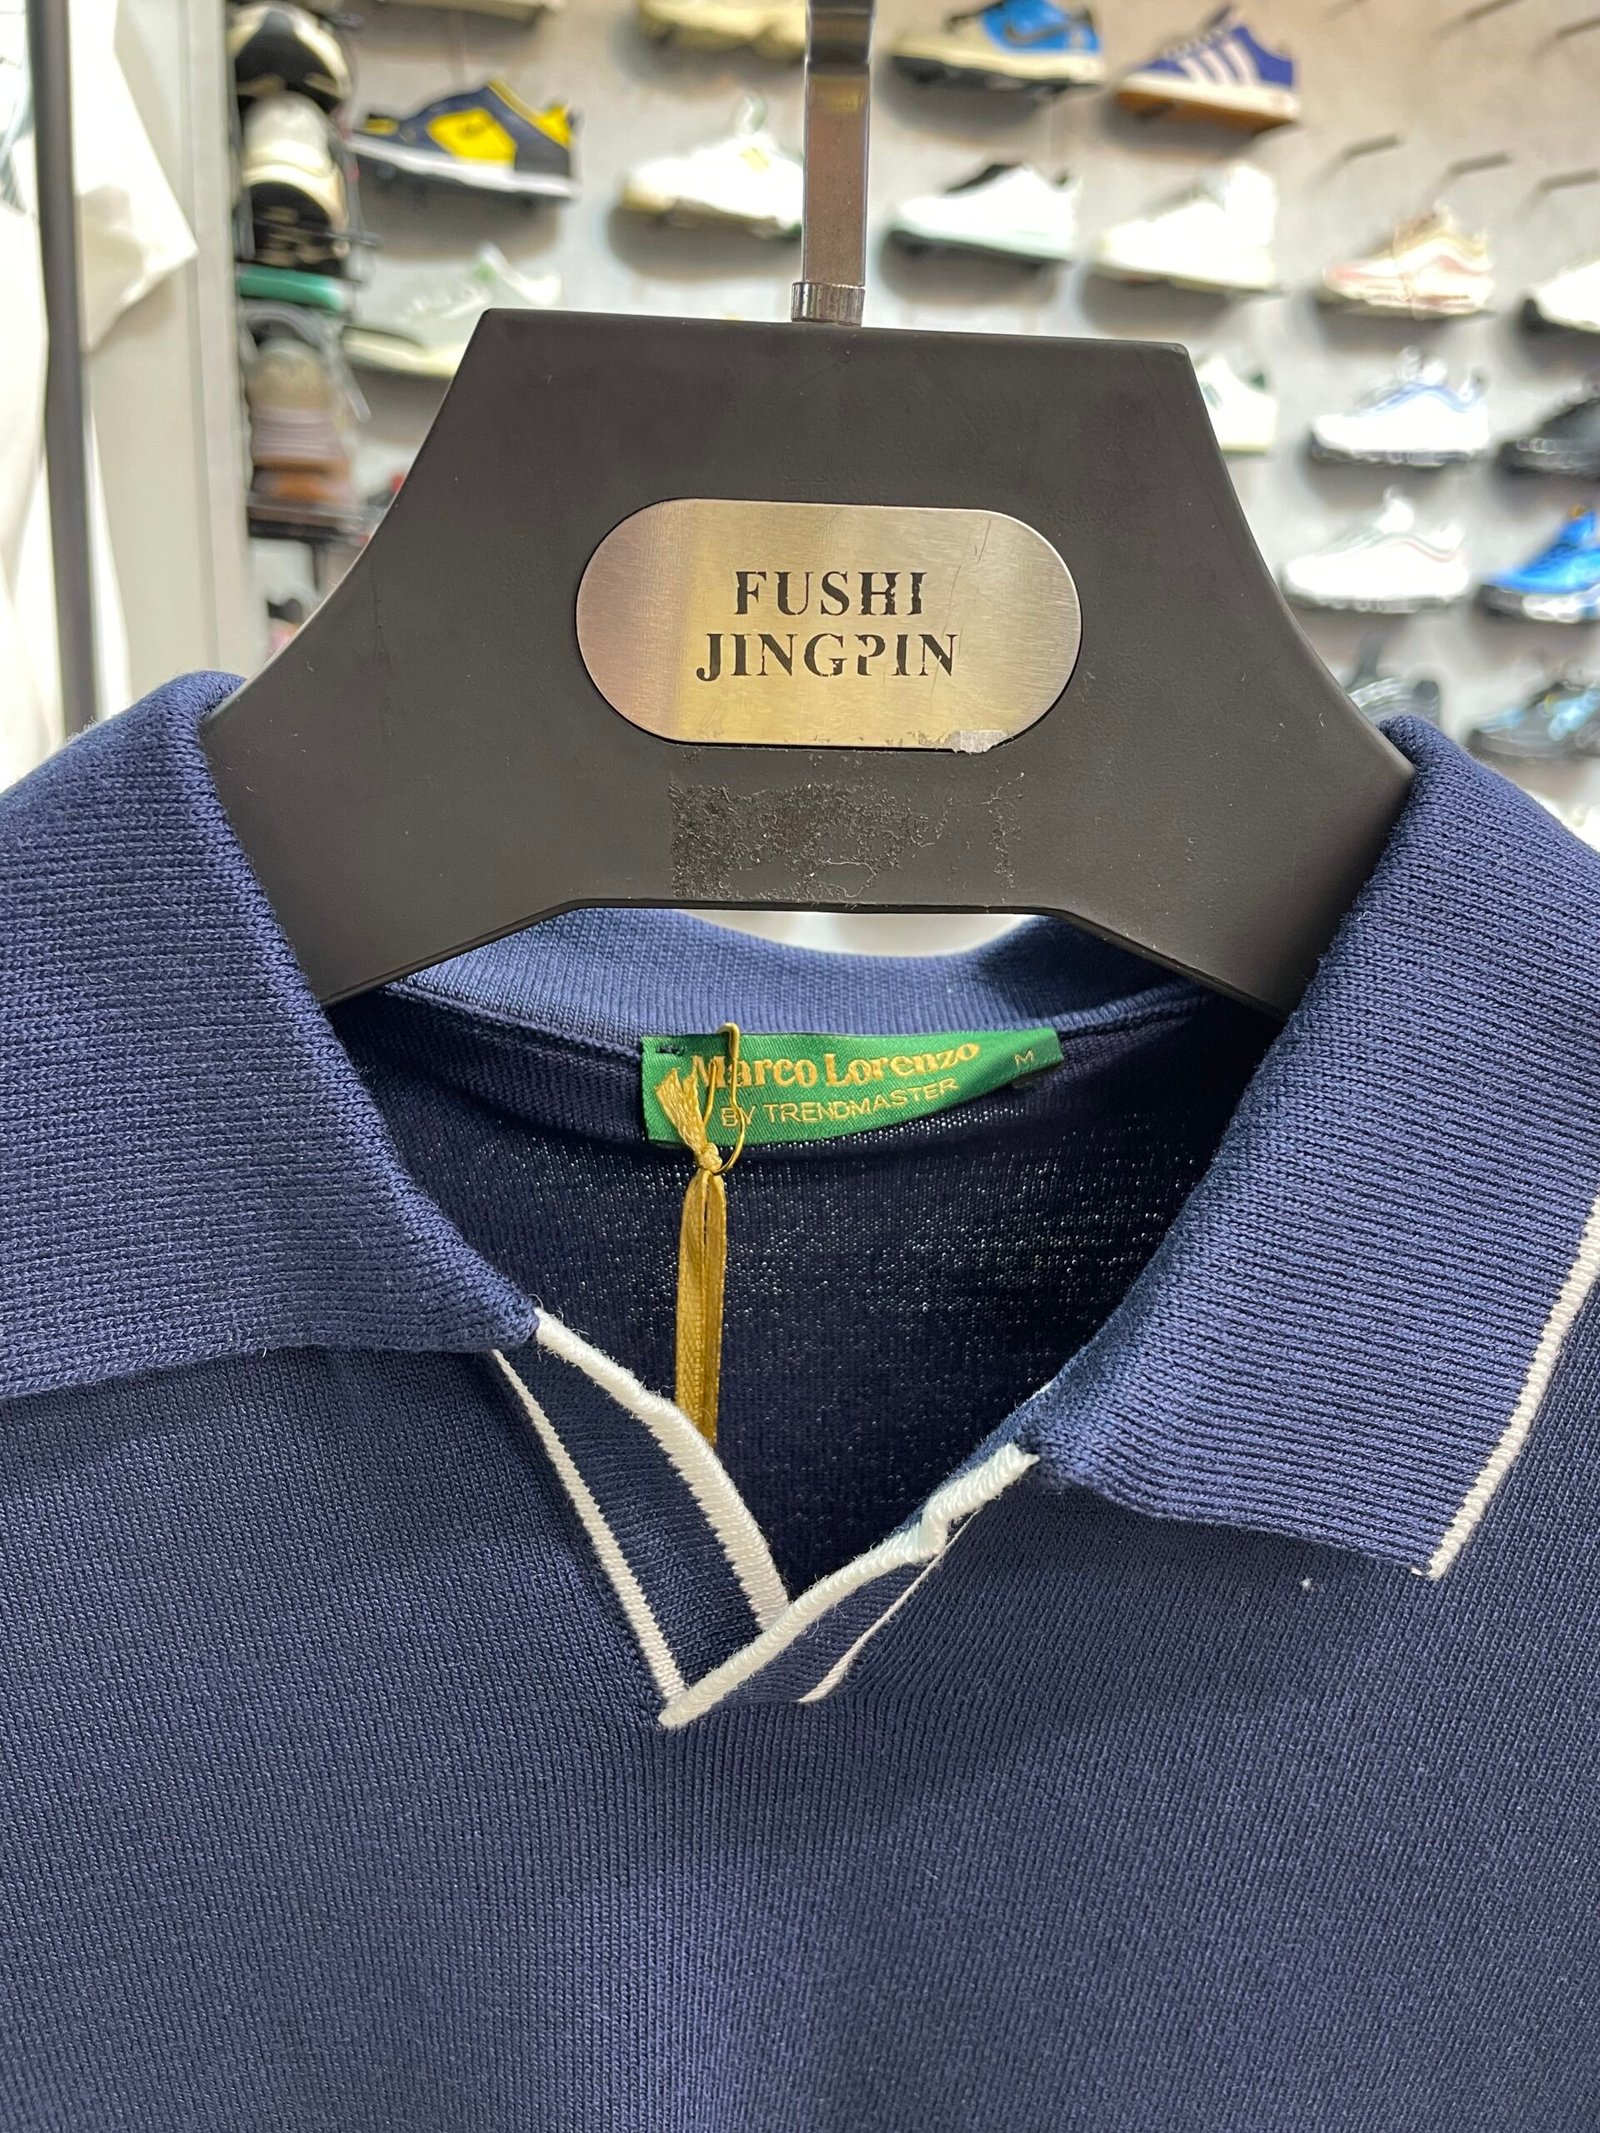 FUSHI
JINGPIN
Marco Lorenzo M
BY TRENDMASTER